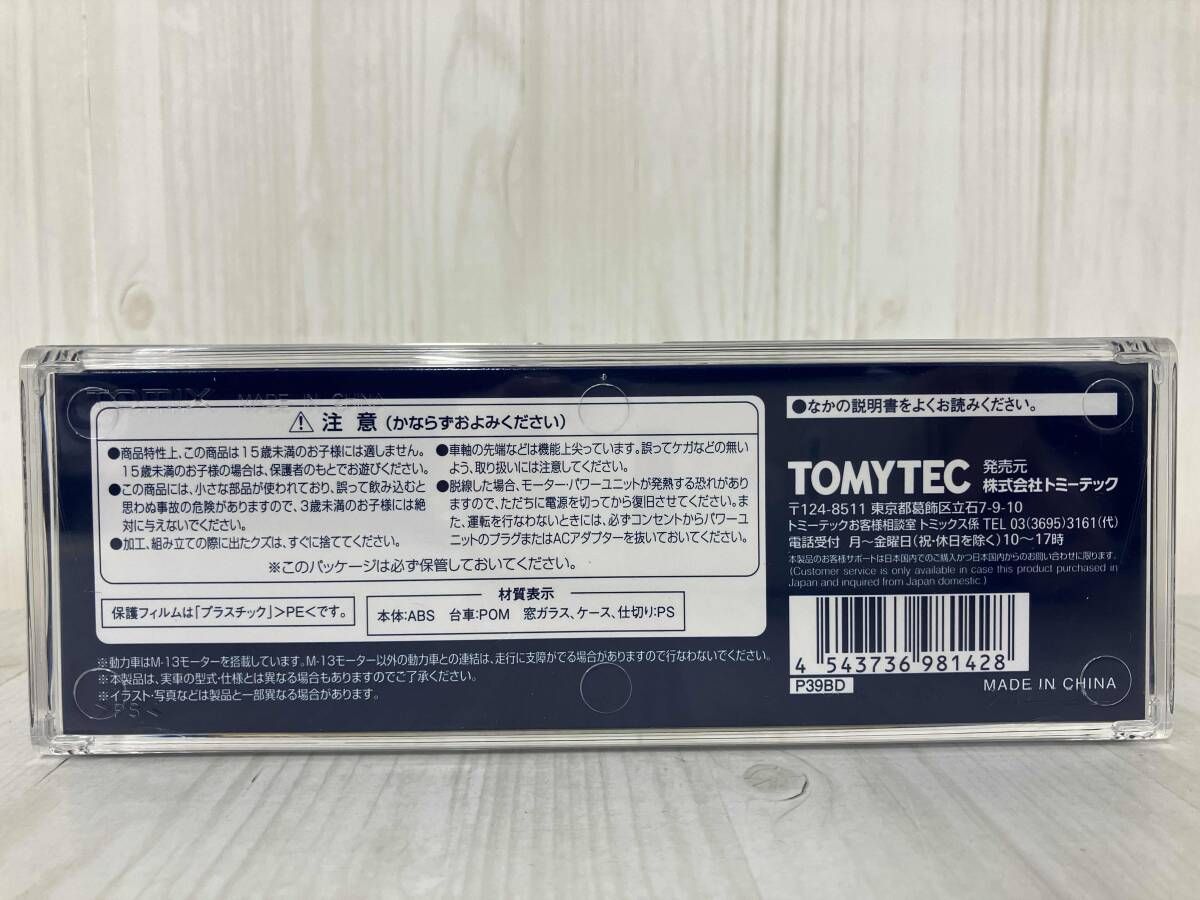 TOMIX MADE IN CHINA
注 意 (かならずおよみください)
●商品特性上、この商品は15歳未満のお子様には適しません。
15歳未満のお子様の場合は、保護者のもとでお遊びください。
●この商品には、小さな部品が使われており、誤って飲み込むと
思わぬ事故の危険がありますので、3歳未満のお子様には絶
対に与えないでください。
●加工、組み立ての際に出たクズは、すぐに捨ててください。
●車軸の先端などは機能上尖っています。誤ってケガなどの無い
よう、取り扱いには注意してください。
●脱線した場合、モーター・パワーユニットが発熱する恐れがあり
ますので、ただちに電源を切ってから復旧させてください。ま
た、運転を行なわないときには、必ずコンセントからパワーユ
ニットのプラグまたはACアダプターを抜いておいてください。
※このパッケージは必ず保管しておいてください。
保護フィルムは「プラスチック」>PE<です。
材質表示
本体:ABS 台車:POM 窓ガラス、ケース、仕切り:PS
※動力車はM-13モーターを搭載しています。M-13モーター以外の動力車との連結は、走行に支障がでる場合がありますので行なわないでください。
※本製品は、実車の型式・仕様とは異なる場合もありますのでご了承ください。
※イラスト・写真などは製品と一部異なる場合があります。
>PS<
●なかの説明書をよくお読みください。
TOMYTEC 発売元
株式会社トミーテック
〒124-8511 東京都葛飾区立石7-9-10
トミーテックお客様相談室 トミックス係 TEL 03(3695)3161(代)
電話受付 月〜金曜日(祝・休日を除く)10〜17時
本製品のお客様サポートは日本国内でのご購入かつ日本国内からのお問い合わせに限ります。
(Customer service is only available in case this product purchased in
Japan and inquired from Japan domestic.)
4 543736 981428
P39BD
MADE IN CHINA